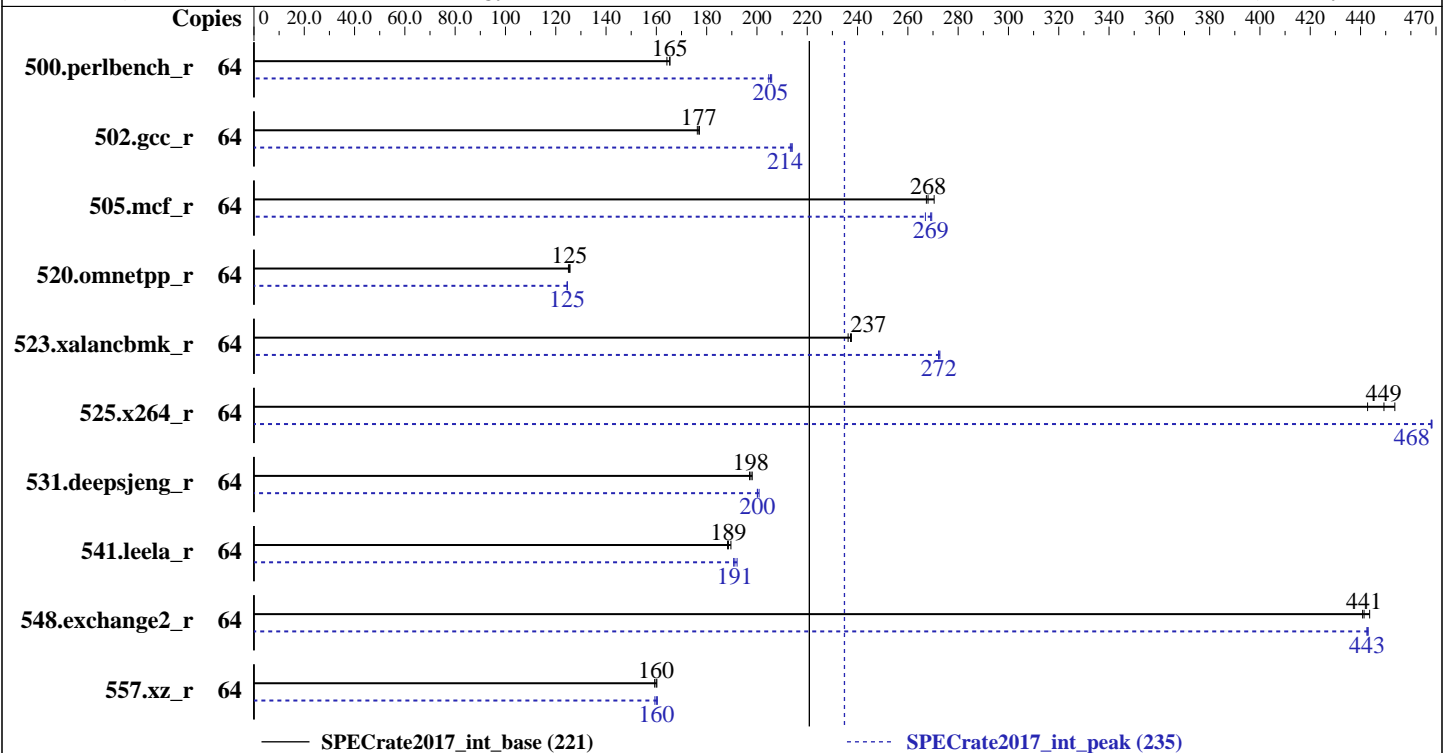 Copies 0 20.0 40.0 60.0 80.0 100 120 140 160 180 200 220 240 260 280 300 320 340 360 380 400 420 440 470
165
500.perlbench_r 64
205
177
502.gcc_r 64
214
268
505.mcf_r 64
269
125
520.omnetpp_r 64
125
237
523.xalancbmk_r 64
272
449
525.x264_r 64
468
198
531.deepsjeng_r 64
200
189
541.leela_r 64
191
441
548.exchange2_r 64
443
160
557.xz_r 64
160
SPECrate2017_int_base (221) SPECrate2017_int_peak (235)